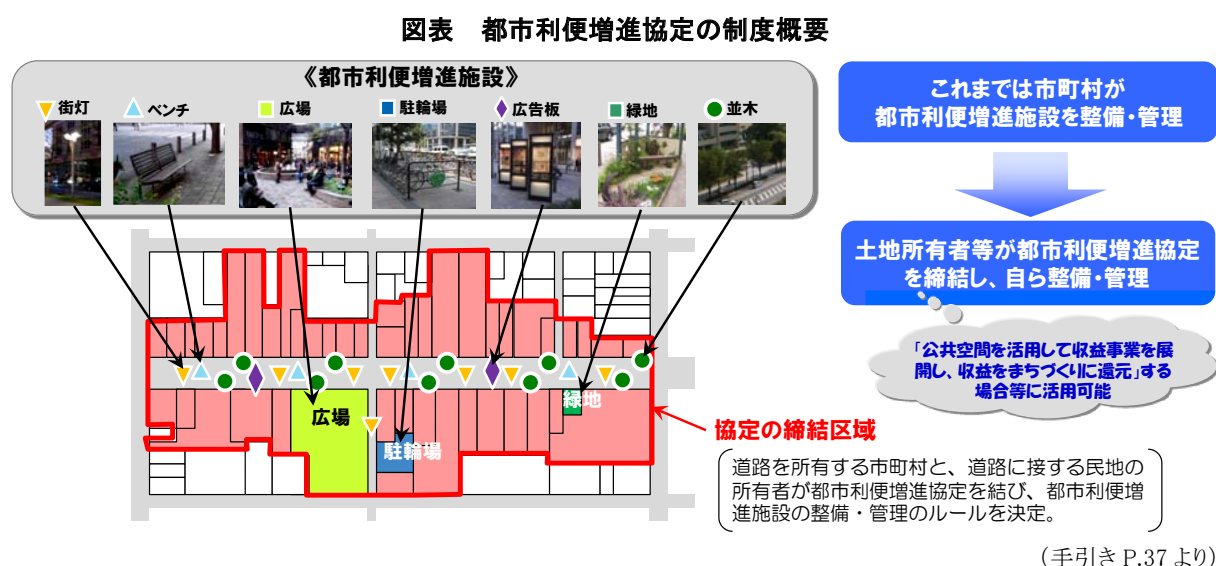 図表　都市利便増進協定の制度概要
《都市利便増進施設》
街灯
ベンチ
広場
駐輪場
広告板
緑地
並木
これまでは市町村が
都市利便増進施設を整備・管理
土地所有者等が都市利便増進協定
を締結し、自ら整備・管理
「公共空間を活用して収益事業を展
開し、収益をまちづくりに還元」する
場合等に活用可能
広場
駐輪場
緑地
協定の締結区域
道路を所有する市町村と、道路に接する民地の
所有者が都市利便増進協定を結び、都市利便増
進施設の整備・管理のルールを決定。
(手引き P.37 より)